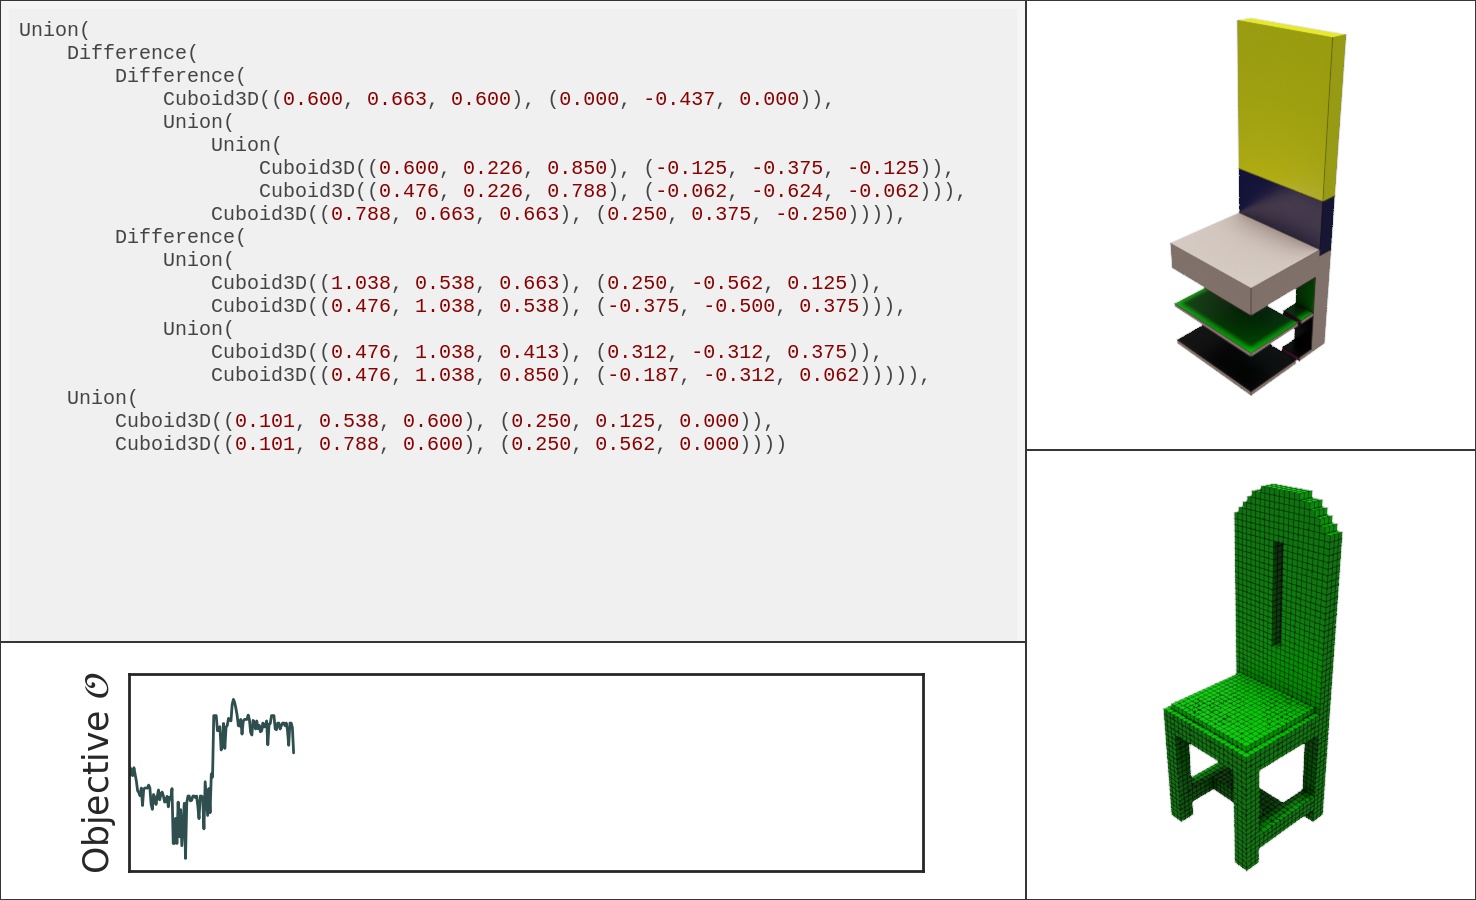 Union(
    Difference(
        Difference(
            Cuboid3D((0.600, 0.663, 0.600), (0.000, -0.437, 0.000)),
            Union(
                Union(
                    Cuboid3D((0.600, 0.226, 0.850), (-0.125, -0.375, -0.125)),
                    Cuboid3D((0.476, 0.226, 0.788), (-0.062, -0.624, -0.062))),
                Cuboid3D((0.788, 0.663, 0.663), (0.250, 0.375, -0.250)))),
        Difference(
            Union(
                Cuboid3D((1.038, 0.538, 0.663), (0.250, -0.562, 0.125)),
                Cuboid3D((0.476, 1.038, 0.538), (-0.375, -0.500, 0.375))),
            Union(
                Cuboid3D((0.476, 1.038, 0.413), (0.312, -0.312, 0.375)),
                Cuboid3D((0.476, 1.038, 0.850), (-0.187, -0.312, 0.062))))),
    Union(
        Cuboid3D((0.101, 0.538, 0.600), (0.250, 0.125, 0.000)),
        Cuboid3D((0.101, 0.788, 0.600), (0.250, 0.562, 0.000))))
Objective 𝒪